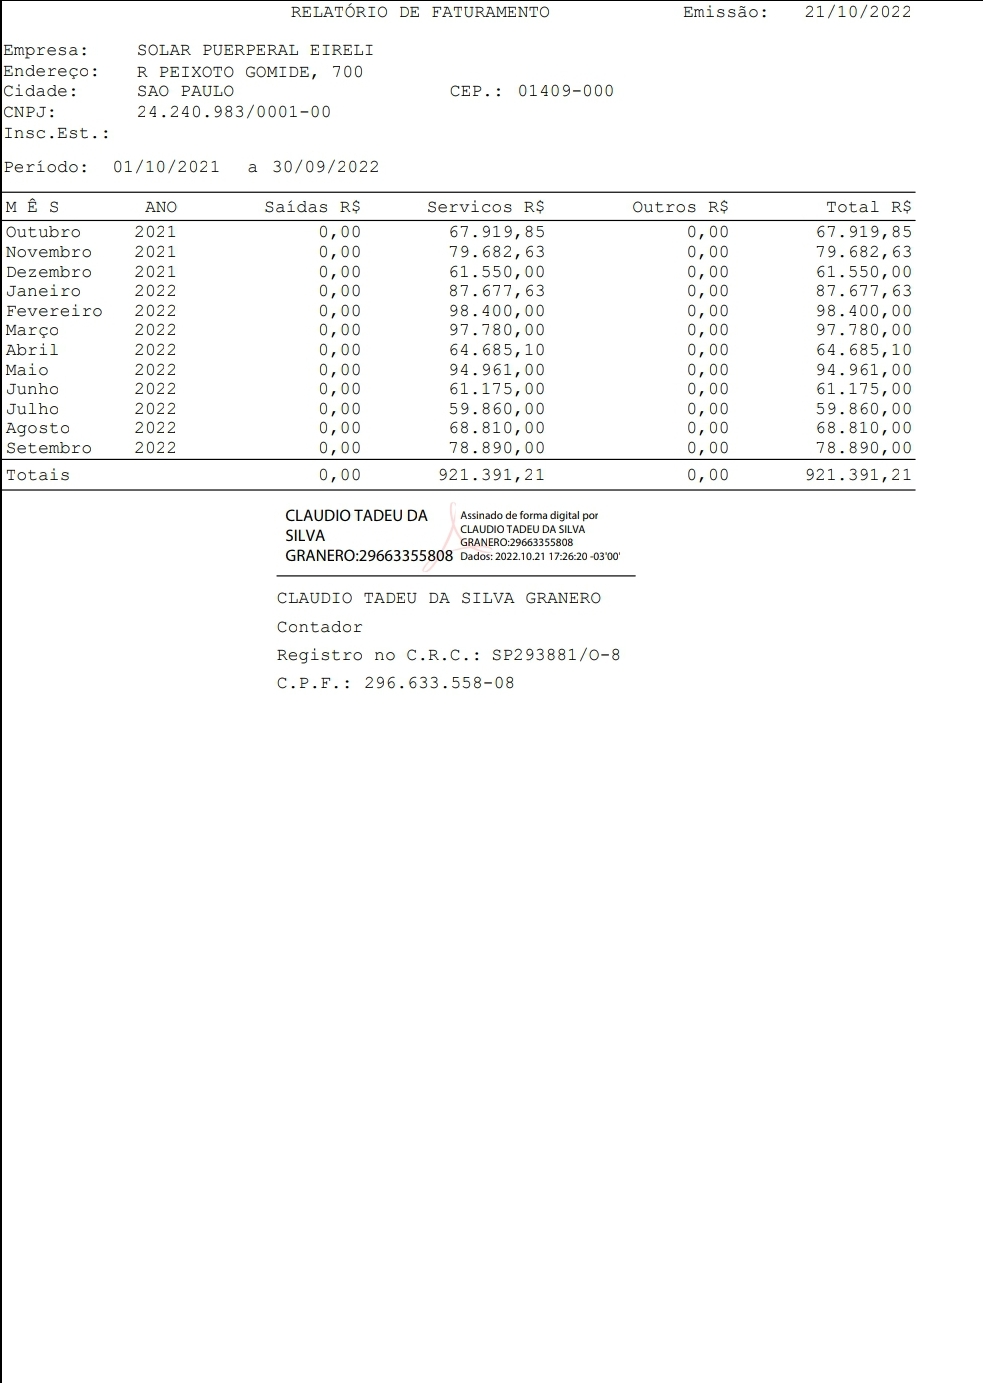 RELATÓRIO DE FATURAMENTO Emissão: 21/10/2022
Empresa: SOLAR PUERPERAL EIRELI
Endereço: R PEIXOTO GOMIDE, 700
Cidade: SAO PAULO CEP.: 01409-000
CNPJ: 24.240.983/0001-00
Insc.Est.:
Período: 01/10/2021 a 30/09/2022
M Ê S ANO Saídas R$ Servicos R$ Outros R$ Total R$
Outubro 2021 0,00 67.919,85 0,00 67.919,85
Novembro 2021 0,00 79.682,63 0,00 79.682,63
Dezembro 2021 0,00 61.550,00 0,00 61.550,00
Janeiro 2022 0,00 87.677,63 0,00 87.677,63
Fevereiro 2022 0,00 98.400,00 0,00 98.400,00
Março 2022 0,00 97.780,00 0,00 97.780,00
Abril 2022 0,00 64.685,10 0,00 64.685,10
Maio 2022 0,00 94.961,00 0,00 94.961,00
Junho 2022 0,00 61.175,00 0,00 61.175,00
Julho 2022 0,00 59.860,00 0,00 59.860,00
Agosto 2022 0,00 68.810,00 0,00 68.810,00
Setembro 2022 0,00 78.890,00 0,00 78.890,00
Totais 0,00 921.391,21 0,00 921.391,21
CLAUDIO TADEU DA
SILVA
GRANERO:29663355808
Assinado de forma digital por
CLAUDIO TADEU DA SILVA
GRANERO:29663355808
Dados: 2022.10.21 17:26:20 -03'00'
CLAUDIO TADEU DA SILVA GRANERO
Contador
Registro no C.R.C.: SP293881/O-8
C.P.F.: 296.633.558-08